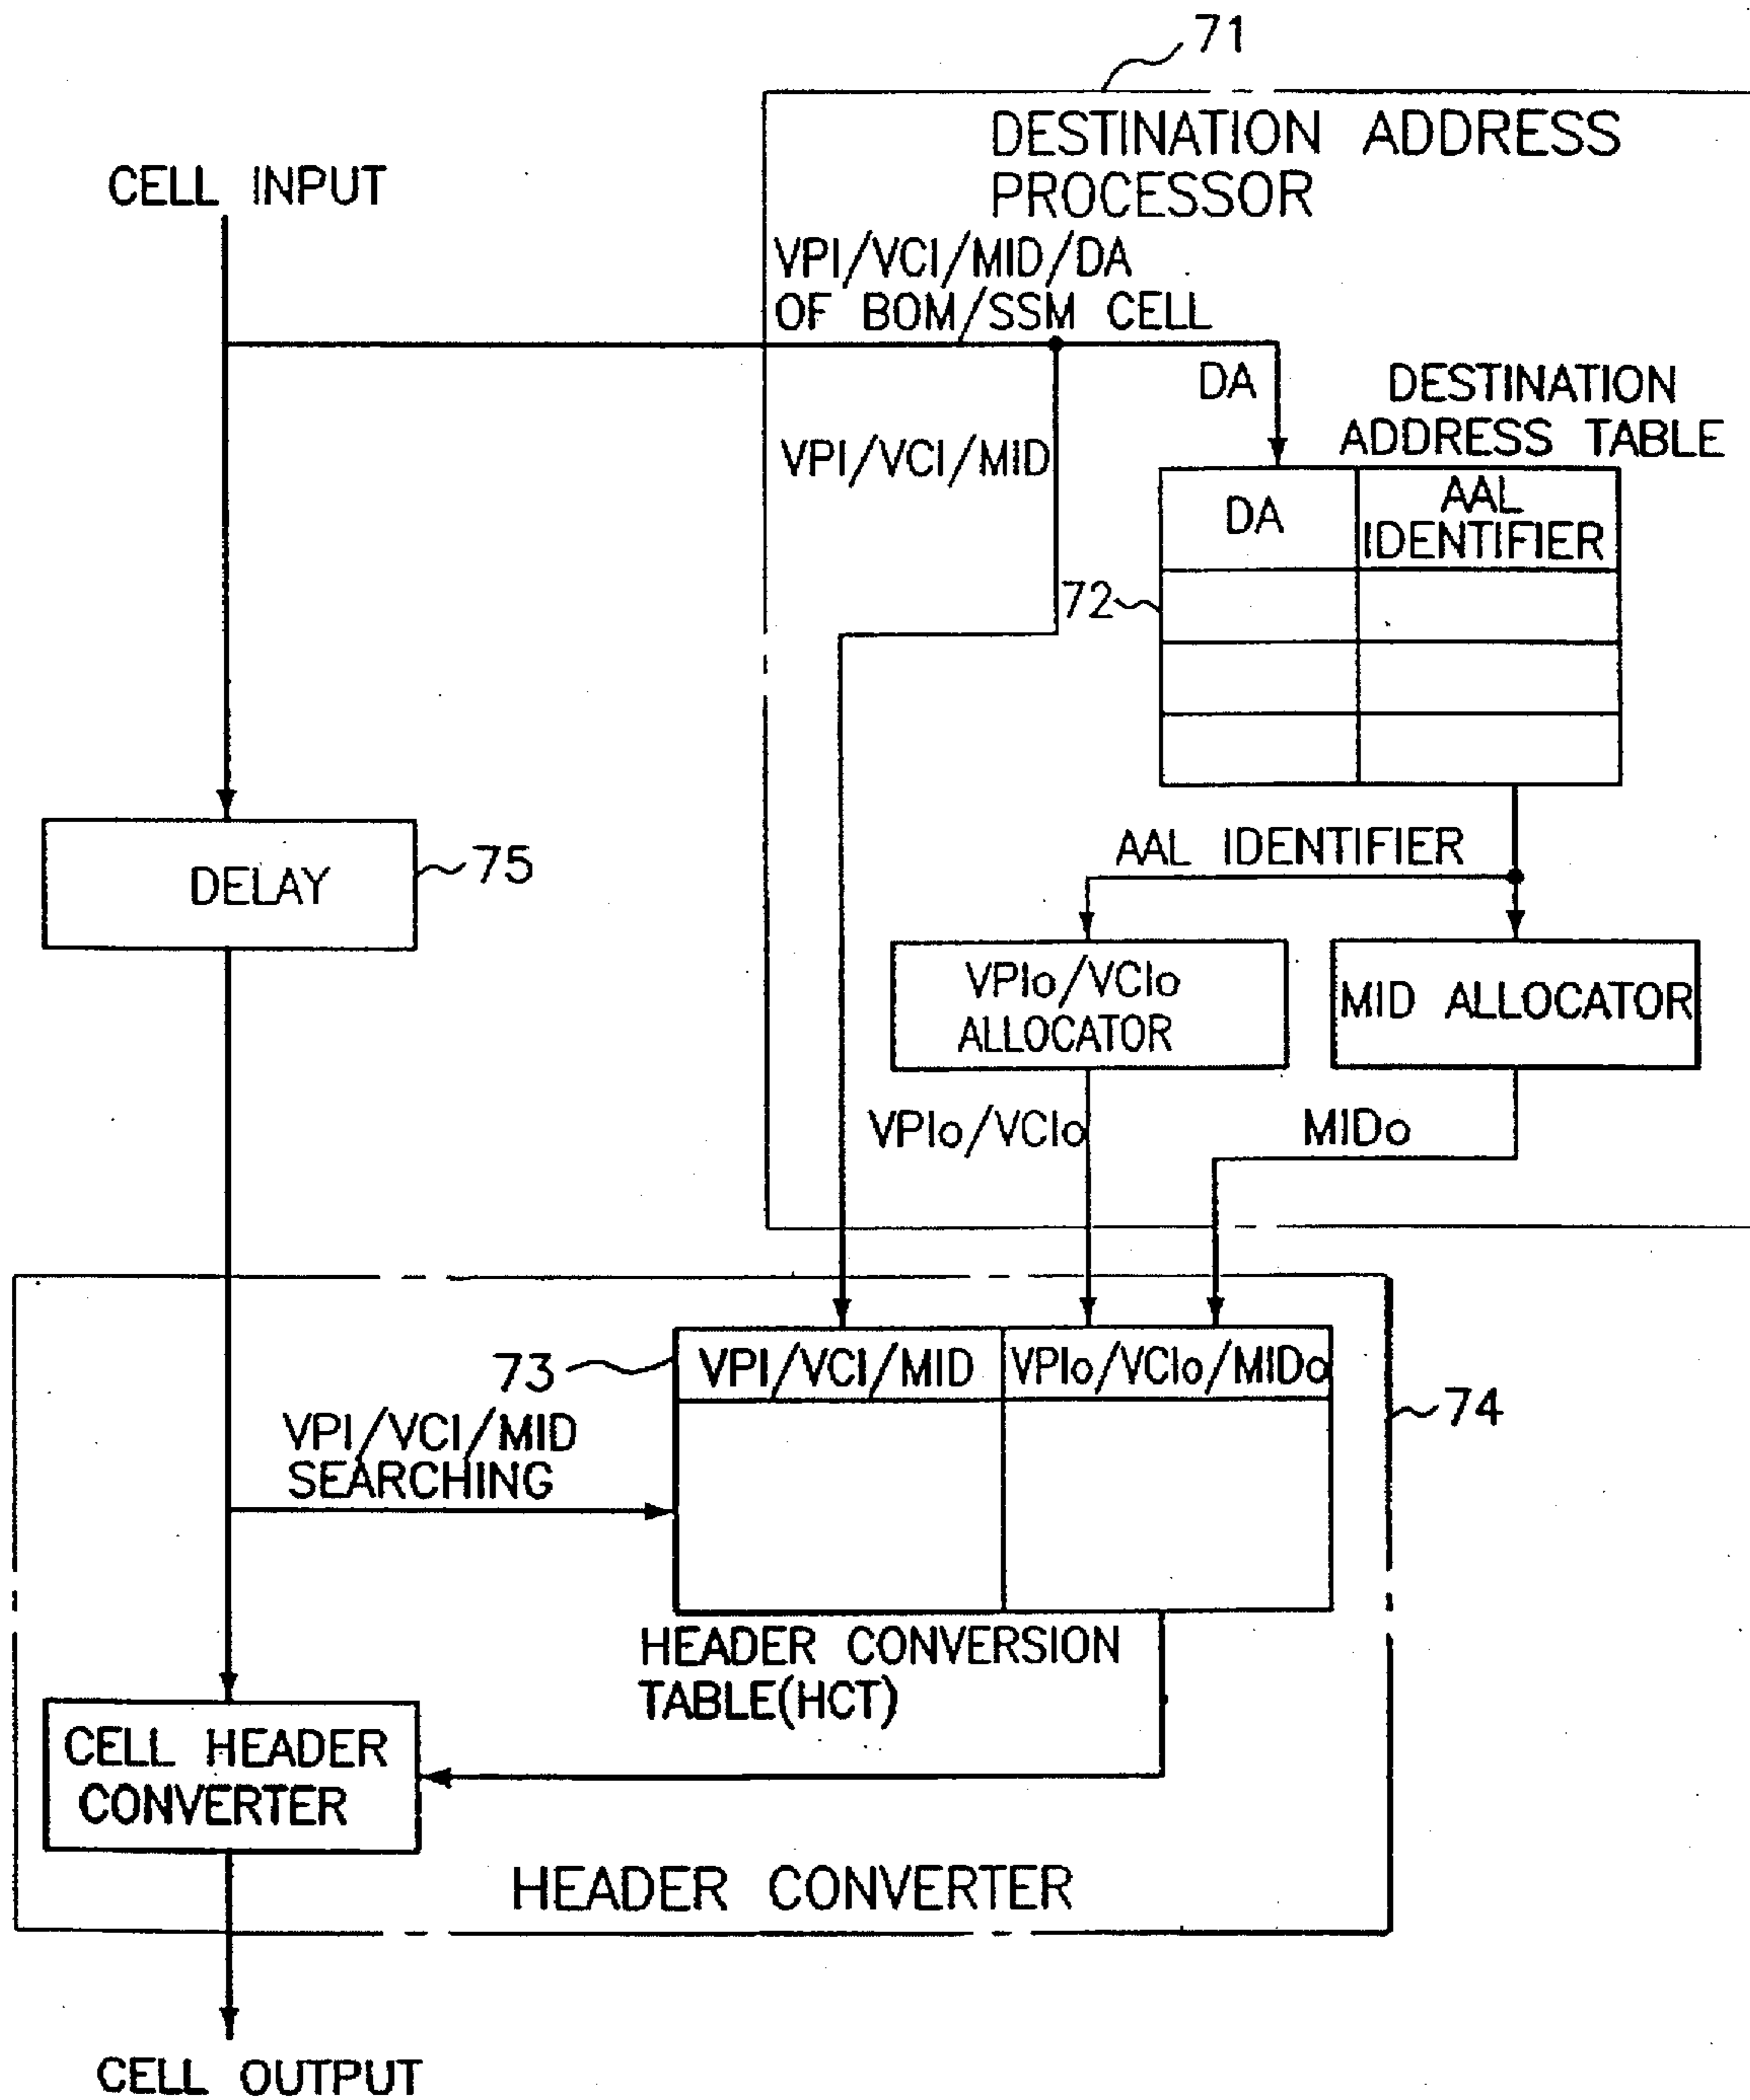 71
DESTINATION ADDRESS
PROCESSOR
CELL INPUT
VPI/VCI/MID/DA
OF BOM/SSM CELL
DA
DESTINATION
ADDRESS TABLE
VPI/VCI/MID
DA
AAL
IDENTIFIER
72
AAL IDENTIFIER
DELAY
75
VPIo/VCIo
ALLOCATOR
MID ALLOCATOR
VPIo/VCIo
MIDo
73
VPI/VCI/MID
VPIo/VCIo/MIDo
74
VPI/VCI/MID
SEARCHING
HEADER CONVERSION
TABLE(HCT)
CELL HEADER
CONVERTER
HEADER CONVERTER
CELL OUTPUT